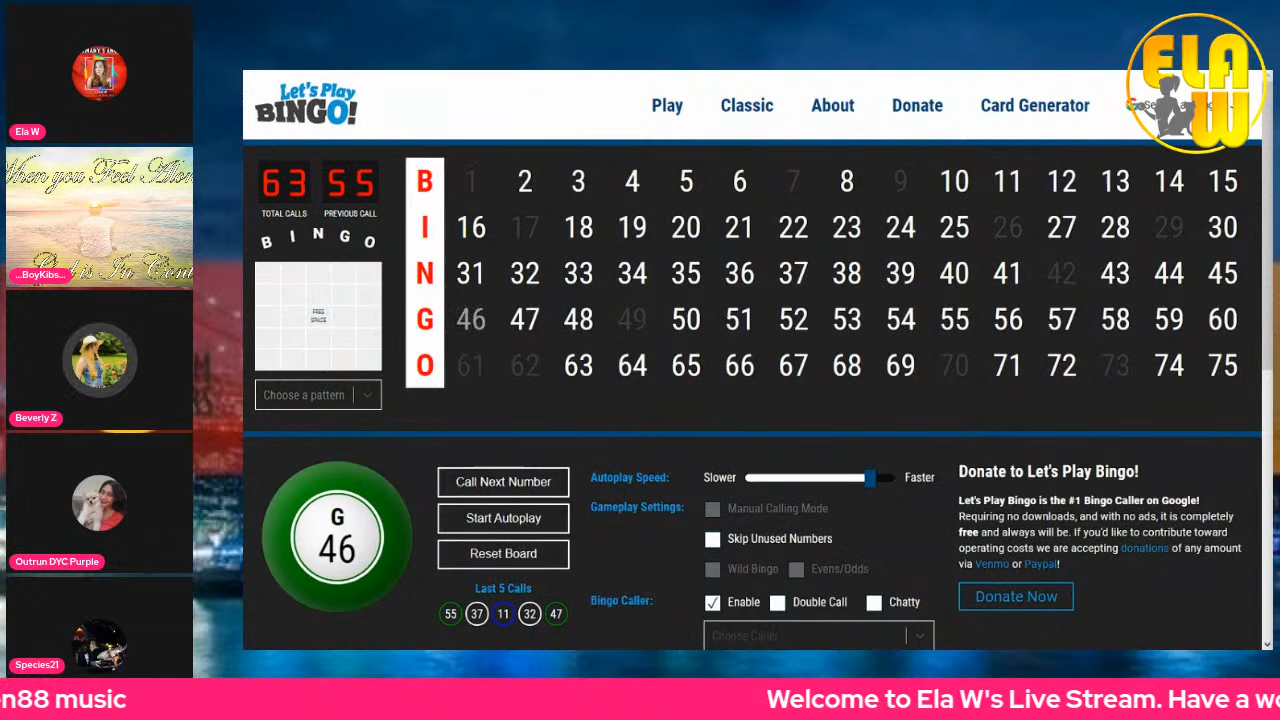 Ela W
When you Feel Alone
God is In Cont
...BoyKibs...
Beverly Z
Outrun DYC Purple
Species21
Let's Play
BINGO!
Play Classic About Donate Card Generator
ELA
W
63 55
TOTAL CALLS PREVIOUS CALL
B I N G O
FREE
SPACE
Choose a pattern
B 1 2 3 4 5 6 7 8 9 10 11 12 13 14 15
I 16 17 18 19 20 21 22 23 24 25 26 27 28 29 30
N 31 32 33 34 35 36 37 38 39 40 41 42 43 44 45
G 46 47 48 49 50 51 52 53 54 55 56 57 58 59 60
O 61 62 63 64 65 66 67 68 69 70 71 72 73 74 75
G
46
Call Next Number
Start Autoplay
Reset Board
Last 5 Calls
55 37 11 32 47
Autoplay Speed: Slower Faster
Gameplay Settings: Manual Calling Mode
Skip Unused Numbers
Wild Bingo Evens/Odds
Bingo Caller: Enable Double Call Chatty
Choose Caller
Donate to Let's Play Bingo!
Let's Play Bingo is the #1 Bingo Caller on Google!
Requiring no downloads, and with no ads, it is completely
free and always will be. If you'd like to contribute toward
operating costs we are accepting donations of any amount
via Venmo or Paypal!
Donate Now
en88 music Welcome to Ela W's Live Stream. Have a wo